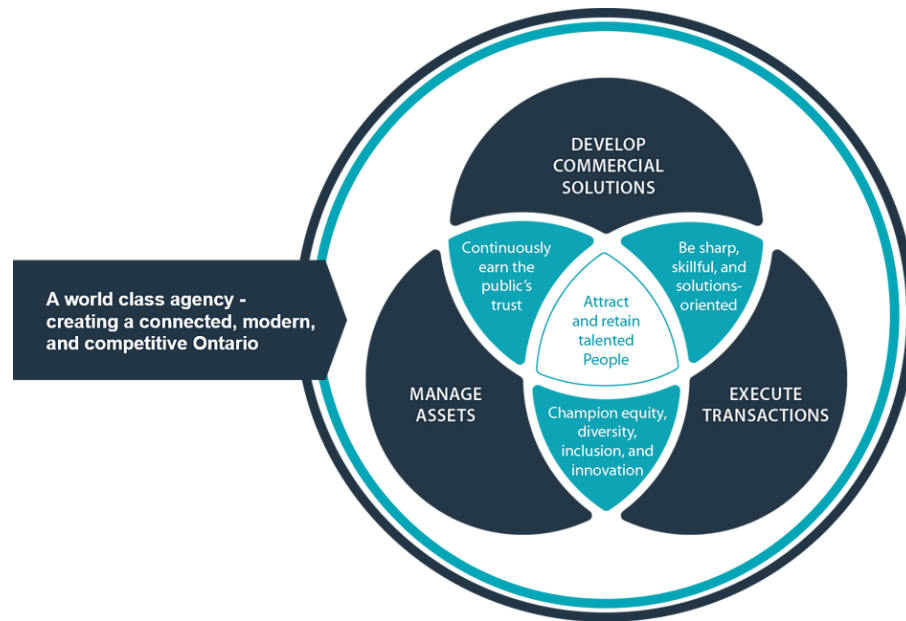 DEVELOP
COMMERCIAL
SOLUTIONS
Continuously
earn the
public's
trust
Be sharp,
skillful, and
solutions-
oriented
A world class agency -
creating a connected, modern,
and competitive Ontario
Attract
and retain
talented
People
MANAGE
ASSETS
EXECUTE
TRANSACTIONS
Champion equity,
diversity,
inclusion, and
innovation